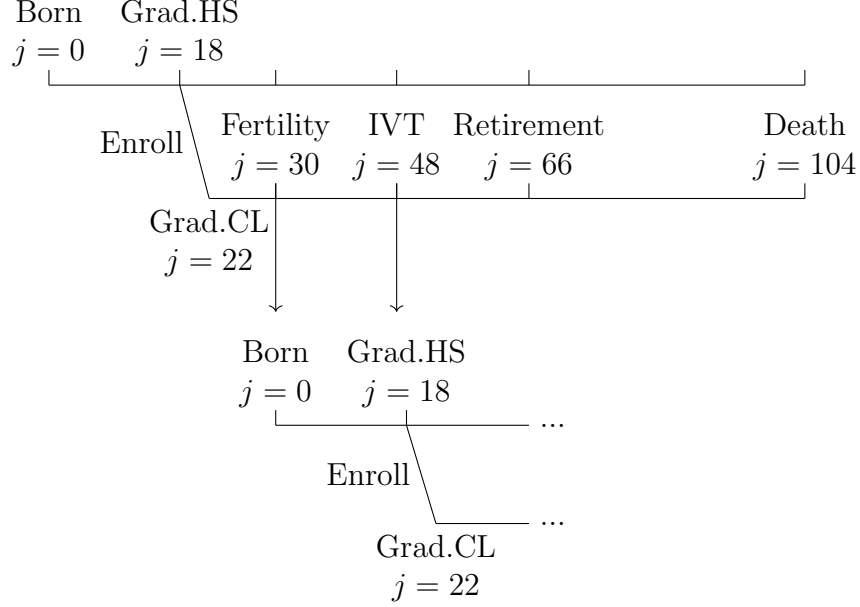 Born Grad.HS
j = 0 j = 18
Enroll
Fertility IVT Retirement Death
j = 30 j = 48 j = 66 j = 104
Grad.CL
j = 22
Born Grad.HS
j = 0 j = 18
...
Enroll
...
Grad.CL
j = 22